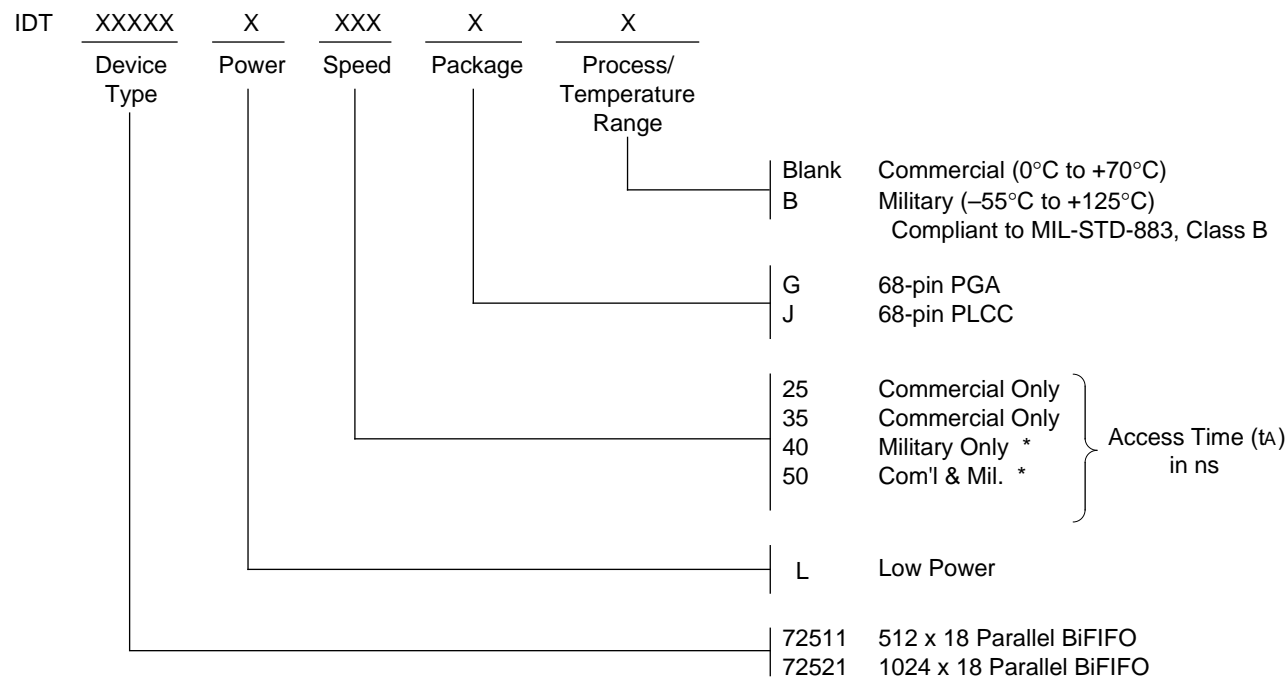 IDT XXXXX X XXX X X
Device Type
Power
Speed
Package
Process/
Temperature
Range
Blank Commercial (0°C to +70°C)
B Military (–55°C to +125°C)
Compliant to MIL-STD-883, Class B
G 68-pin PGA
J 68-pin PLCC
25 Commercial Only
35 Commercial Only
40 Military Only *
50 Com'l & Mil. *
Access Time (tA)
in ns
L Low Power
72511 512 x 18 Parallel BiFIFO
72521 1024 x 18 Parallel BiFIFO